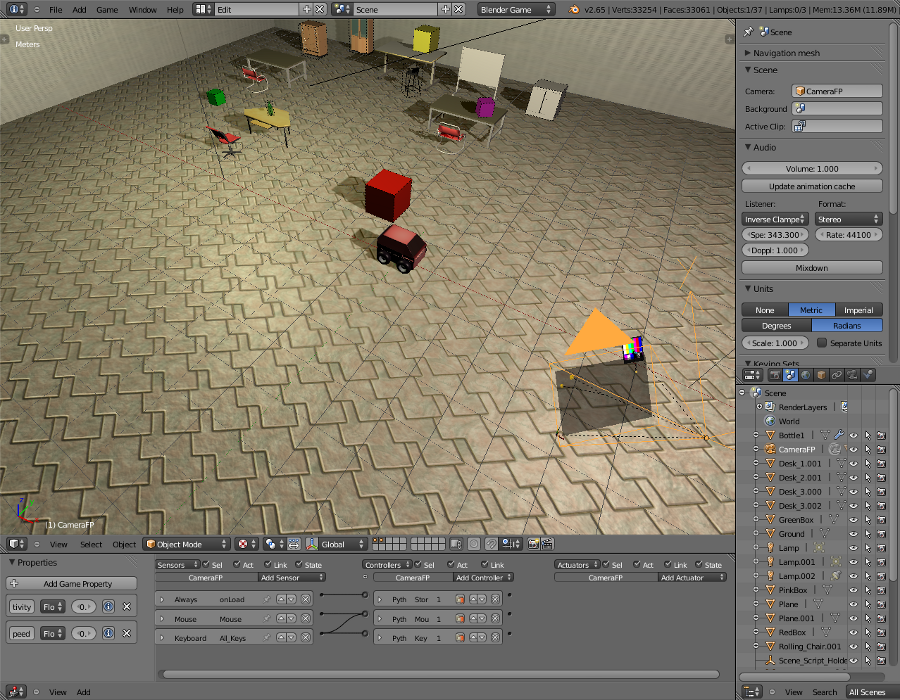 File Add Game Window Help Edit Scene Blender Game v2.65 | Verts:33254 | Faces:33061 | Objects:1/37 | Lamps:0/3 | Mem:13.36M (11.89M)
User Persp
Meters
(1) CameraFP
View Select Object Object Mode Global
Scene
Navigation mesh
Scene
Camera: CameraFP
Background
Active Clip:
Audio
Volume: 1.000
Update animation cache
Listener: Format:
Inverse Clampe Stereo
Spe: 343.300 Rate: 44100
Doppl: 1.000
Mixdown
Units
None Metric Imperial
Degrees Radians
Scale: 1.000 Separate Units
Keying Sets
Scene
RenderLayers
World
Bottle1
CameraFP
Desk_1.001
Desk_2.001
Desk_3.000
Desk_3.002
GreenBox
Ground
Lamp
Lamp.001
Lamp.002
PinkBox
Plane
Plane.001
RedBox
Rolling_Chair.001
Scene_Script_Holde
View Search All Scenes
Properties
Add Game Property
tivity Flo 0.
peed Flo 0.
Sensors Sel Act Link State
CameraFP Add Sensor
Always onLoad
Mouse Mouse
Keyboard All_Keys
Controllers Sel Act Link
CameraFP Add Controller
Pyth Stor 1
Pyth Mou 1
Pyth Key 1
Actuators Sel Act Link State
CameraFP Add Actuator
View Add